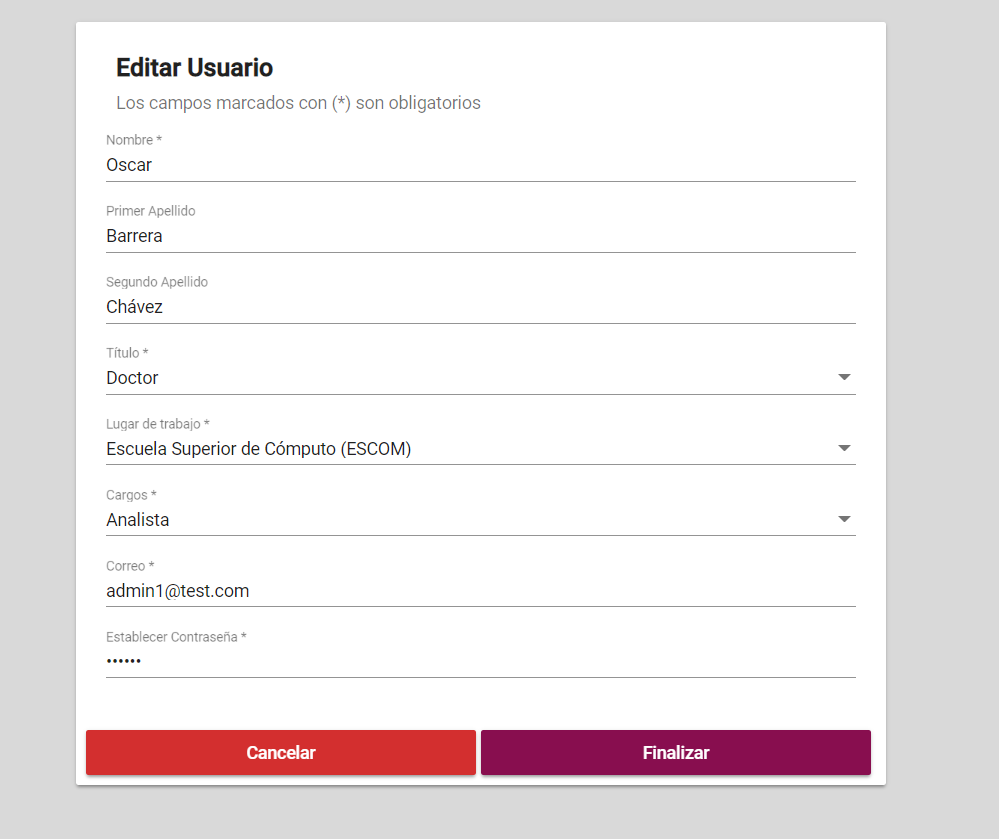 Editar Usuario
Los campos marcados con (*) son obligatorios
Nombre *
Oscar
Primer Apellido
Barrera
Segundo Apellido
Chávez
Título *
Doctor
Lugar de trabajo *
Escuela Superior de Cómputo (ESCOM)
Cargos *
Analista
Correo *
admin1@test.com
Establecer Contraseña *
••••••
Cancelar Finalizar